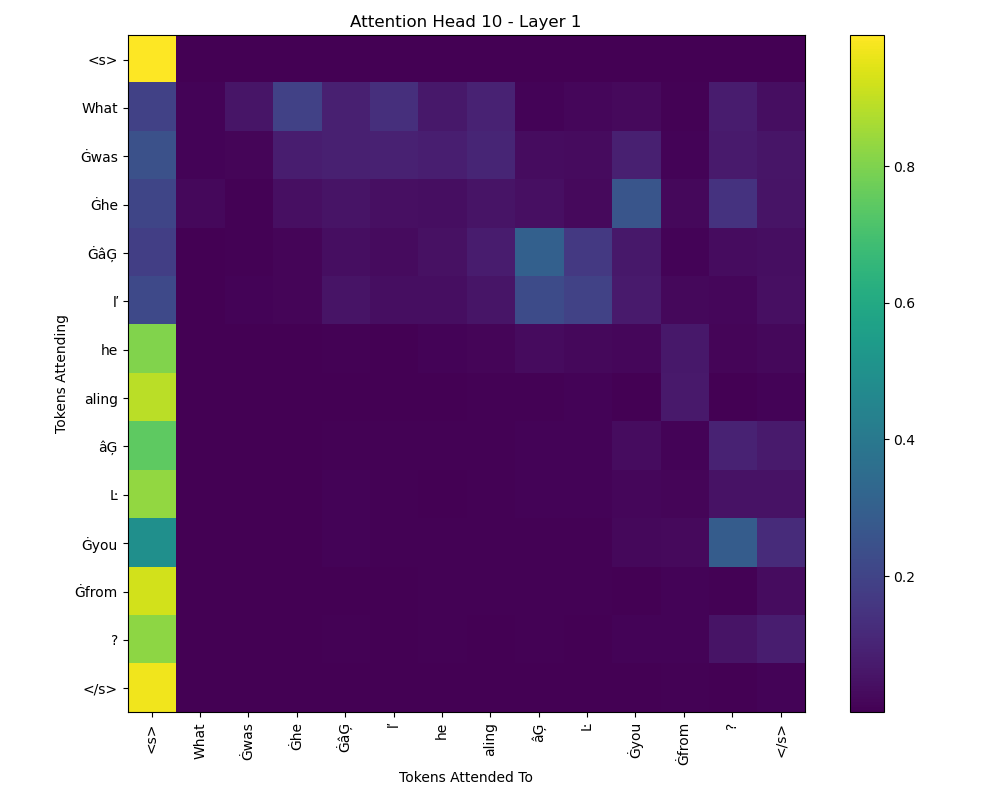 Attention Head 10 - Layer 1
Tokens Attending
<s>
What
Ġwas
Ġhe
ĠâĢ
ľ
he
aling
âĢ
Ŀ
Ġyou
Ġfrom
?
</s>
<s>
What
Ġwas
Ġhe
ĠâĢ
ľ
he
aling
âĢ
Ŀ
Ġyou
Ġfrom
?
</s>
Tokens Attended To
0.8
0.6
0.4
0.2